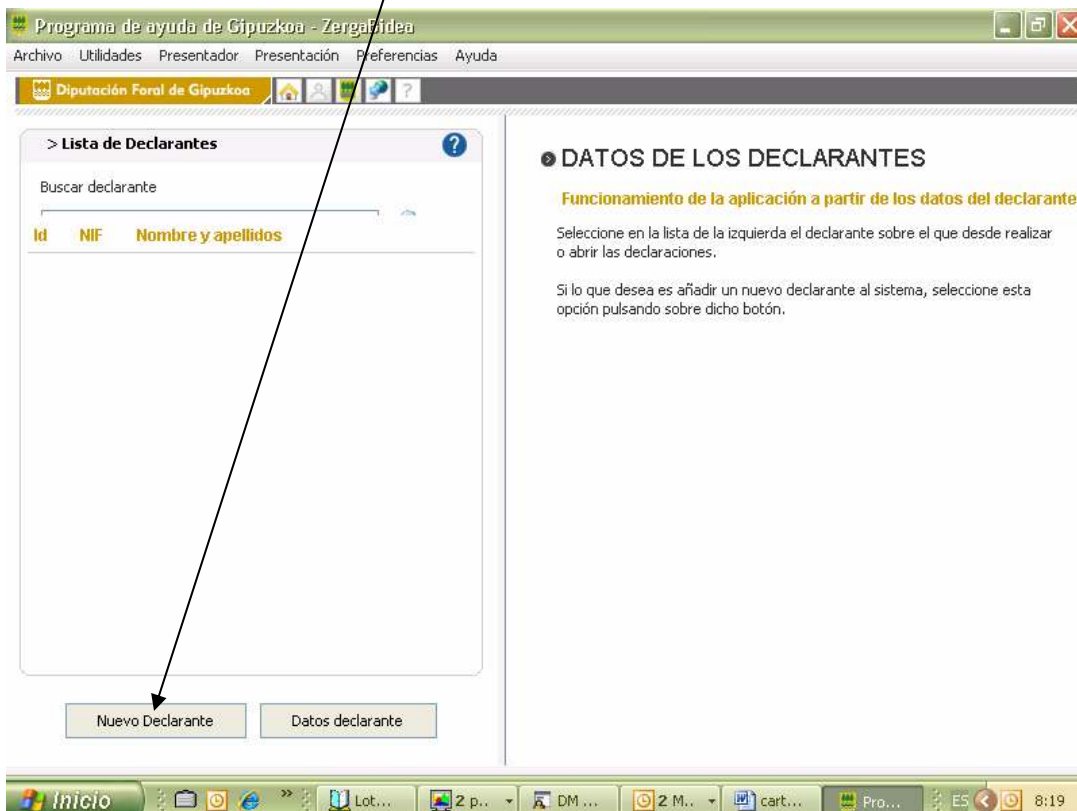 Programa de ayuda de Gipuzkoa - ZergaBidea
Archivo Utilidades Presentador Presentación Preferencias Ayuda
Diputación Foral de Gipuzkoa
?
> Lista de Declarantes
?
Buscar declarante
Id NIF Nombre y apellidos
Nuevo Declarante Datos declarante
DATOS DE LOS DECLARANTES
Funcionamiento de la aplicación a partir de los datos del declarante
Seleccione en la lista de la izquierda el declarante sobre el que desde realizar
o abrir las declaraciones.
Si lo que desea es añadir un nuevo declarante al sistema, seleccione esta
opción pulsando sobre dicho botón.
Inicio » Lot... 2 p.. DM ... 2 M.. cart... Pro... ES 8:19